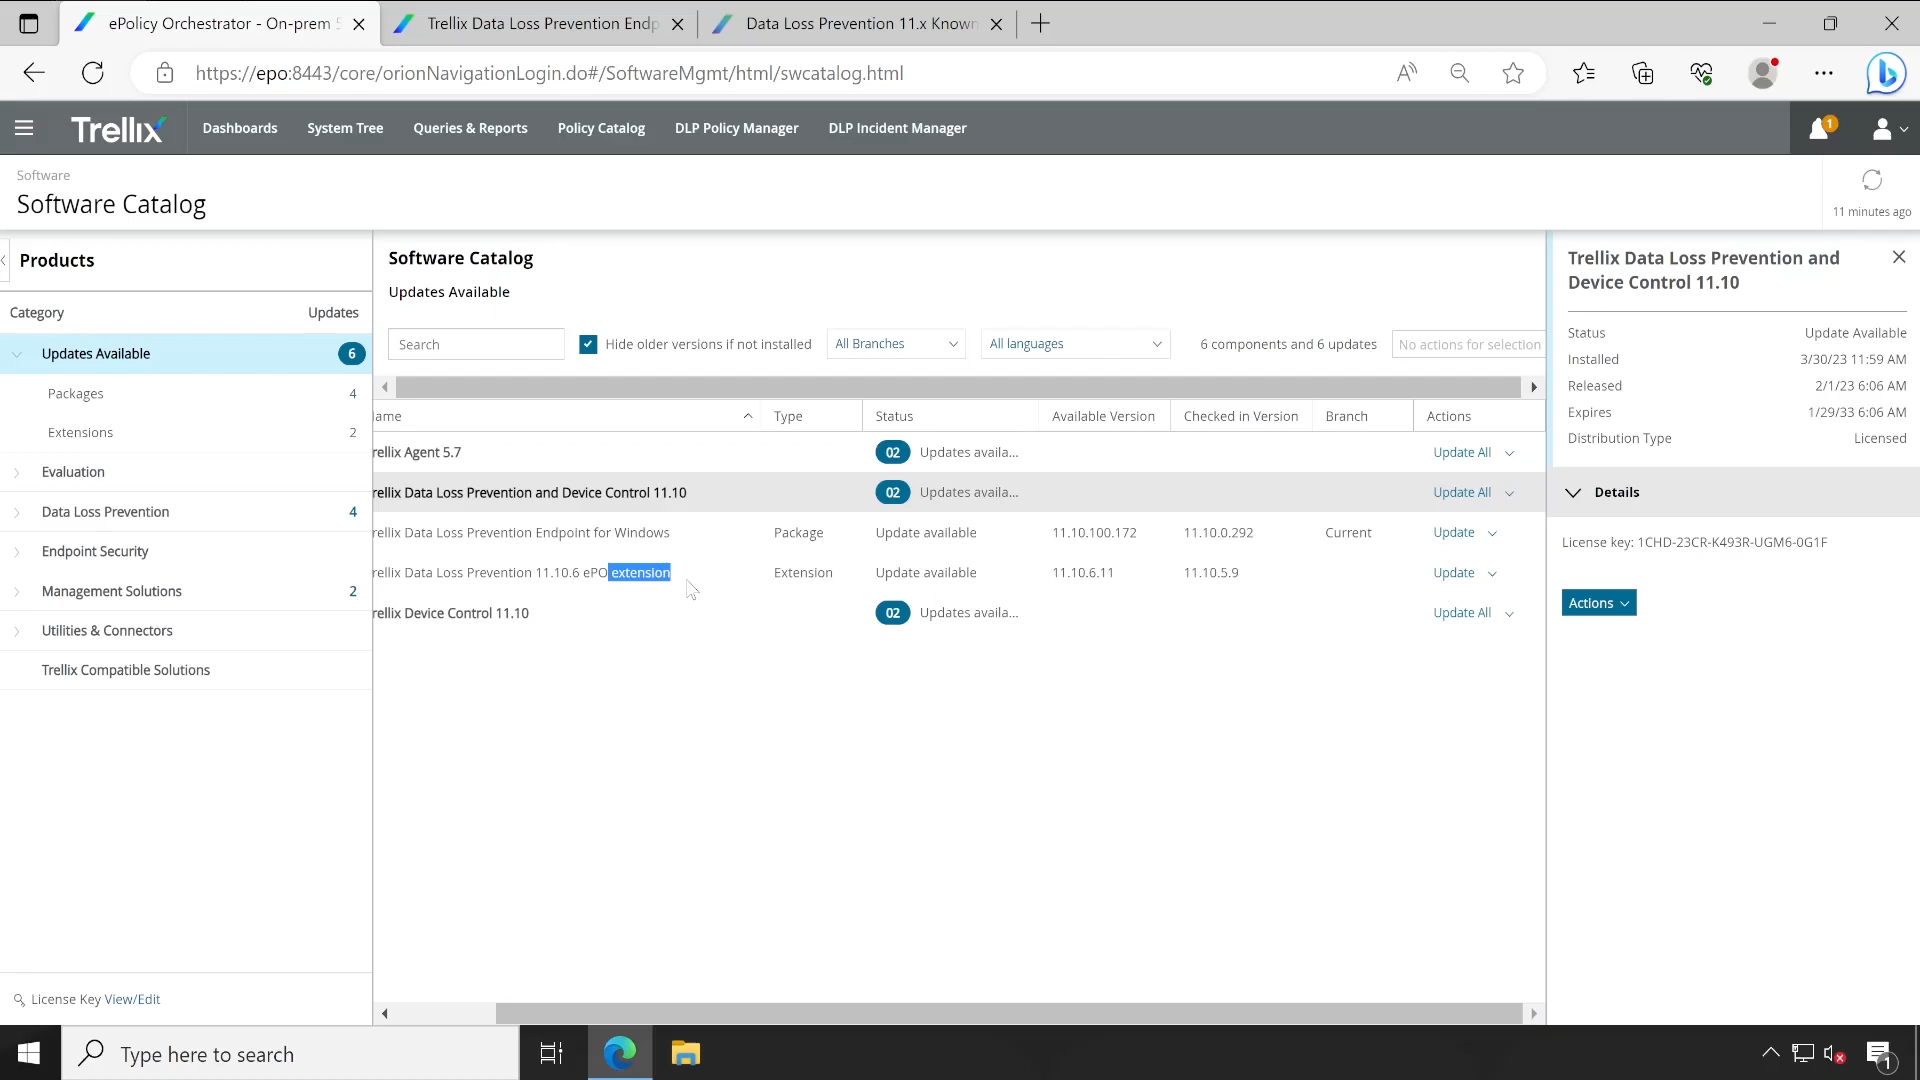 ePolicy Orchestrator - On-prem 5
Trellix Data Loss Prevention Endp
Data Loss Prevention 11.x Known
https://epo:8443/core/orionNavigationLogin.do#/SoftwareMgmt/html/swcatalog.html
Trellix
Dashboards
System Tree
Queries & Reports
Policy Catalog
DLP Policy Manager
DLP Incident Manager
1
Software
Software Catalog
11 minutes ago
Products
Category Updates
Updates Available 6
Packages 4
Extensions 2
Evaluation
Data Loss Prevention 4
Endpoint Security
Management Solutions 2
Utilities & Connectors
Trellix Compatible Solutions
License Key View/Edit
Software Catalog
Updates Available
Search
Hide older versions if not installed
All Branches
All languages
6 components and 6 updates
No actions for selection
ame Type Status Available Version Checked in Version Branch Actions
rellix Agent 5.7 02 Updates availa... Update All
rellix Data Loss Prevention and Device Control 11.10 02 Updates availa... Update All
rellix Data Loss Prevention Endpoint for Windows Package Update available 11.10.100.172 11.10.0.292 Current Update
rellix Data Loss Prevention 11.10.6 ePO extension Extension Update available 11.10.6.11 11.10.5.9 Update
rellix Device Control 11.10 02 Updates availa... Update All
Trellix Data Loss Prevention and
Device Control 11.10
Status Update Available
Installed 3/30/23 11:59 AM
Released 2/1/23 6:06 AM
Expires 1/29/33 6:06 AM
Distribution Type Licensed
Details
License key: 1CHD-23CR-K493R-UGM6-0G1F
Actions
Type here to search
1